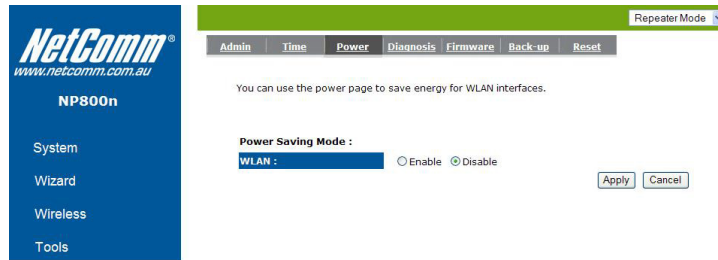 Repeater Mode
NetComm®
www.netcomm.com.au
NP800n
System
Wizard
Wireless
Tools
Admin Time Power Diagnosis Firmware Back-up Reset
You can use the power page to save energy for WLAN interfaces.
Power Saving Mode :
WLAN : Enable Disable
Apply Cancel